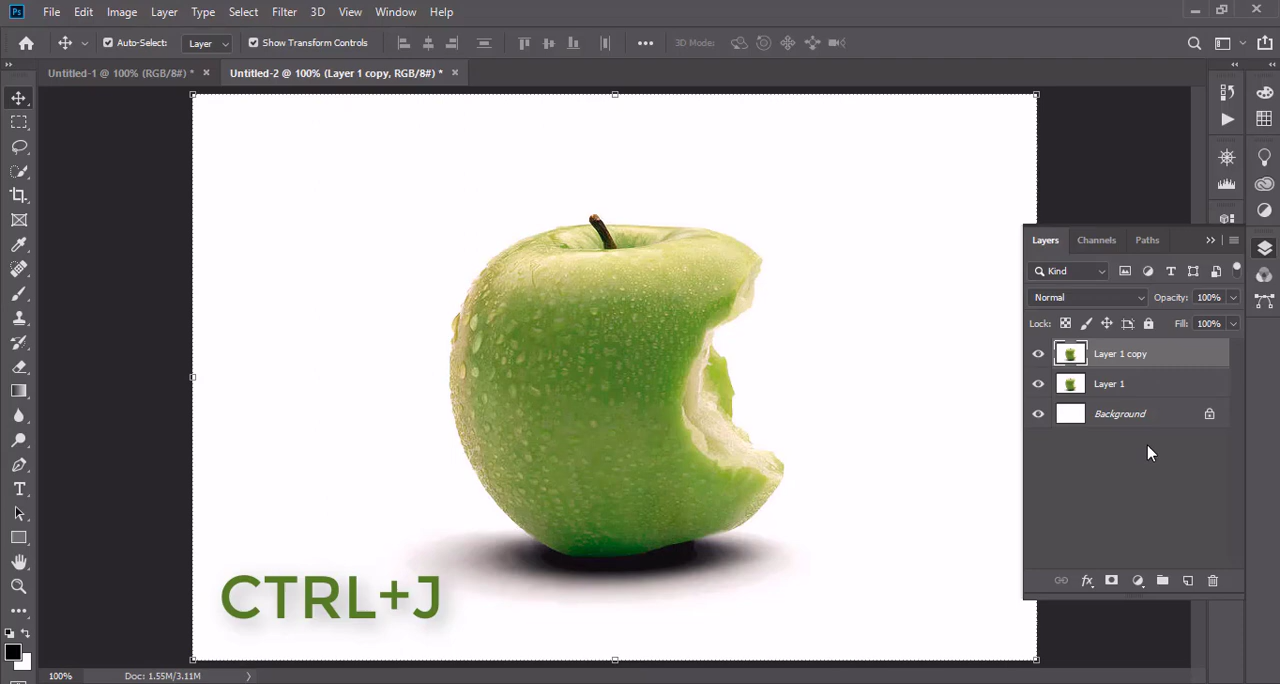 Ps File Edit Image Layer Type Select Filter 3D View Window Help
Auto-Select: Layer Show Transform Controls 3D Mode:
Untitled-1 @ 100% (RGB/8#) * × Untitled-2 @ 100% (Layer 1 copy, RGB/8#) * ×
Layers Channels Paths
Kind
Normal Opacity: 100%
Lock: Fill: 100%
Layer 1 copy
Layer 1
Background
CTRL+J
fx
100% Doc: 1.55M/3.11M